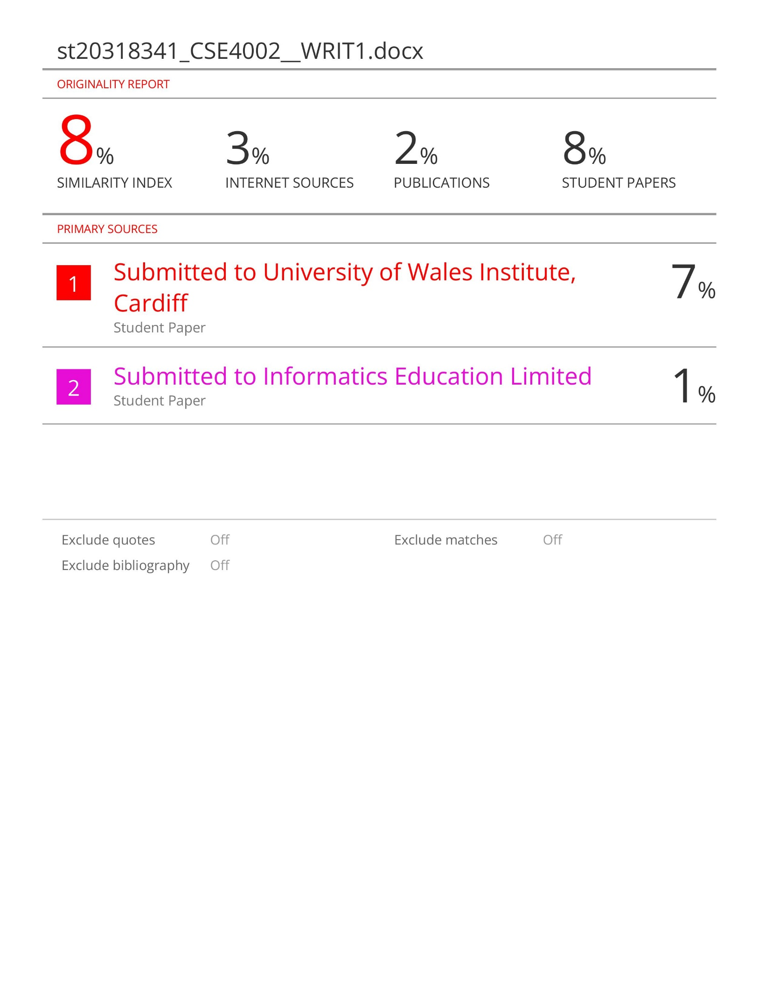 st20318341_CSE4002__WRIT1.docx
ORIGINALITY REPORT
8% 3% 2% 8%
SIMILARITY INDEX INTERNET SOURCES PUBLICATIONS STUDENT PAPERS
PRIMARY SOURCES
1 Submitted to University of Wales Institute, 7%
Cardiff
Student Paper
2 Submitted to Informatics Education Limited 1%
Student Paper
Exclude quotes Off Exclude matches Off
Exclude bibliography Off